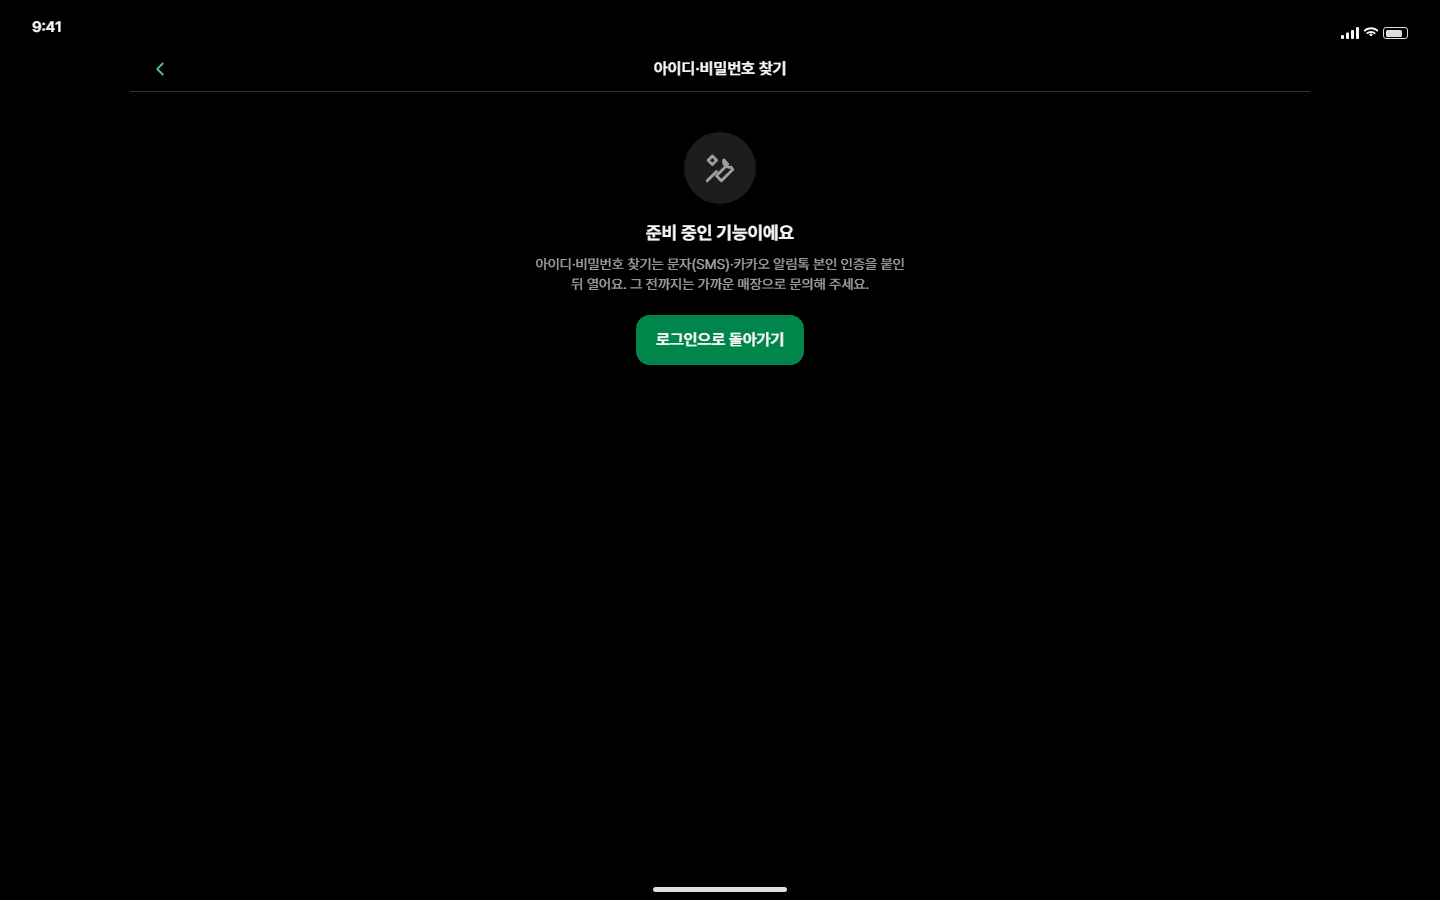 9:41
아이디·비밀번호 찾기
준비 중인 기능이에요
아이디·비밀번호 찾기는 문자(SMS)·카카오 알림톡 본인 인증을 붙인
뒤 열어요. 그 전까지는 가까운 매장으로 문의해 주세요.
로그인으로 돌아가기